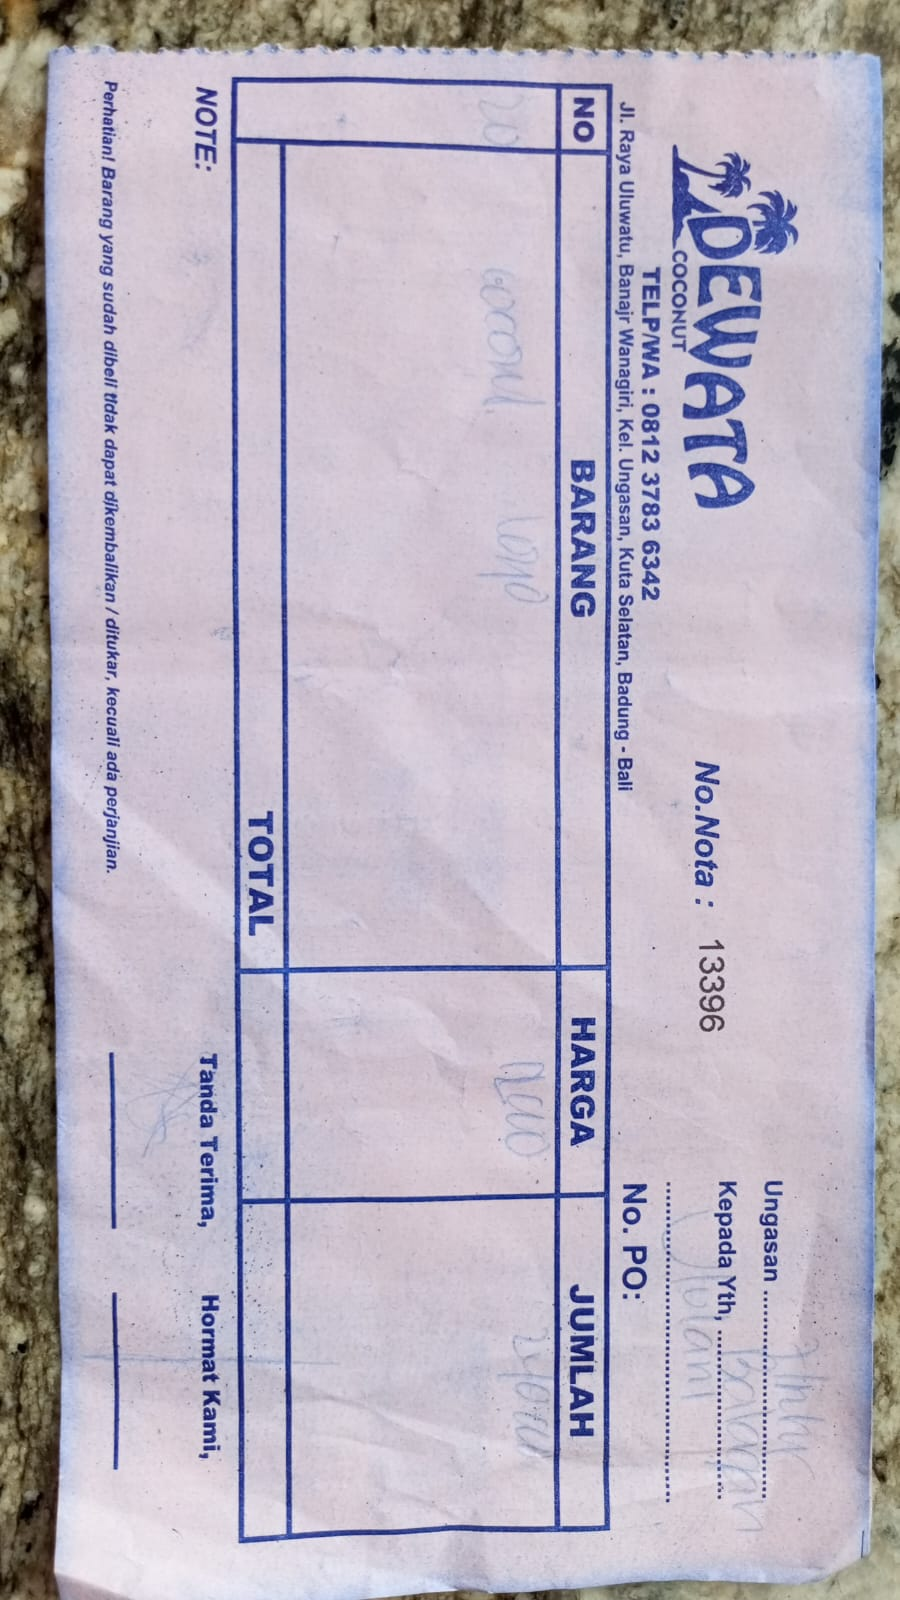 DEWATA
COCONUT
TELP/WA : 0812 3783 6342
Jl. Raya Uluwatu, Banajr Wanagiri, Kel. Ungasan, Kuta Selatan, Badung - Bali
No.Nota : 13396
Ungasan
Kepada Yth,
No. PO:
NO BARANG HARGA JUMLAH
20 coconut
TOTAL
NOTE:
Tanda Terima, Hormat Kami,
Perhatian! Barang yang sudah dibeli tidak dapat dikembalikan / ditukar, kecuali ada perjanjian.